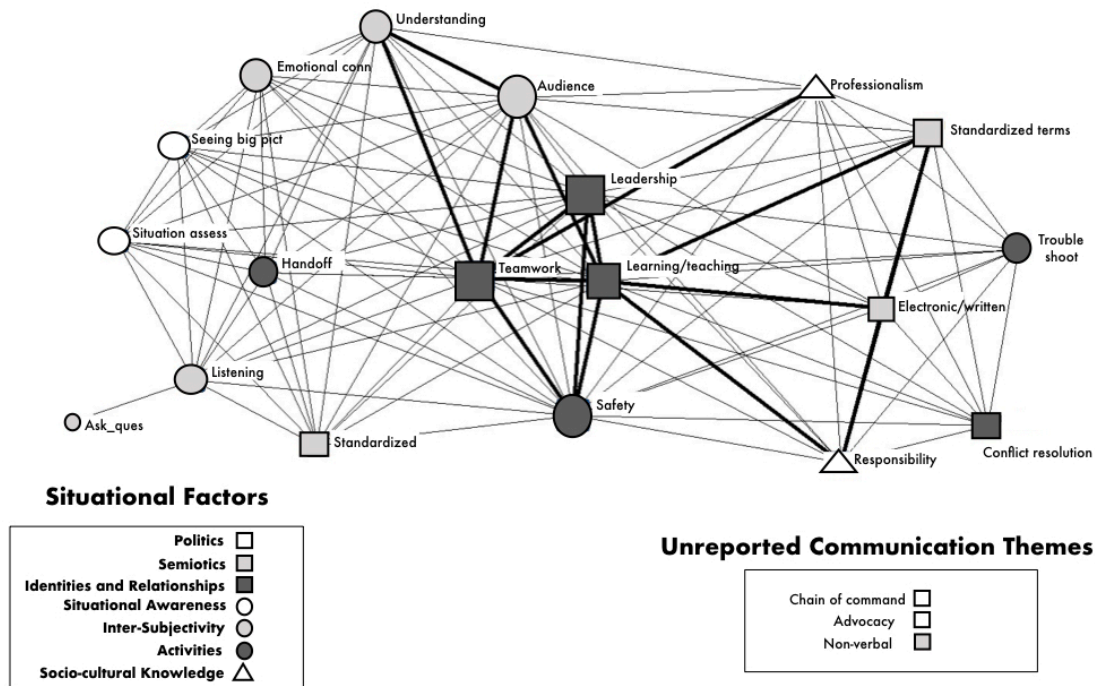 Understanding
Emotional conn
Audience
Professionalism
Standardized terms
Seeing big pict
Leadership
Situation assess
Handoff
Teamwork
Learning/teaching
Trouble
shoot
Electronic/written
Listening
Safety
Ask_ques
Standardized
Responsibility
Conflict resolution
Situational Factors
Politics
Semiotics
Identities and Relationships
Situational Awareness
Inter-Subjectivity
Activities
Socio-cultural Knowledge
Unreported Communication Themes
Chain of command
Advocacy
Non-verbal